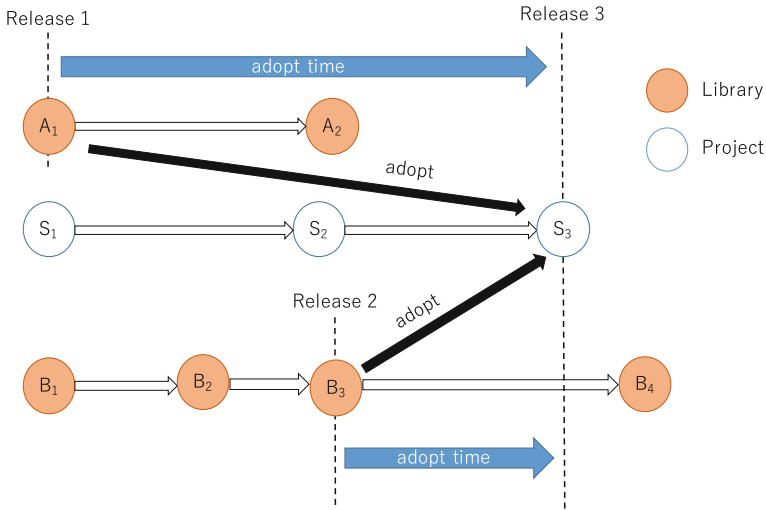 Release 1
Release 3
adopt time
Library
A₁
A₂
Project
adopt
S₁
S₂
S₃
Release 2
adopt
B₁
B₂
B₃
B₄
adopt time